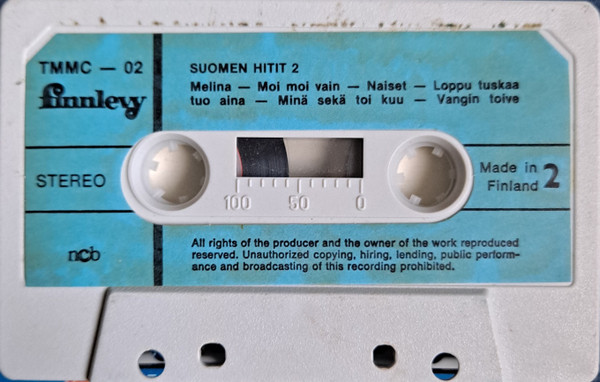 TMMC — 02
finnlevy
SUOMEN HITIT 2
Melina — Moi moi vain — Naiset — Loppu tuskaa
tuo aina — Minä sekä toi kuu — Vangin toive
STEREO
100 50 0
Made in
Finland
2
ncb
All rights of the producer and the owner of the work reproduced
reserved. Unauthorized copying, hiring, lending, public perform-
ance and broadcasting of this recording prohibited.